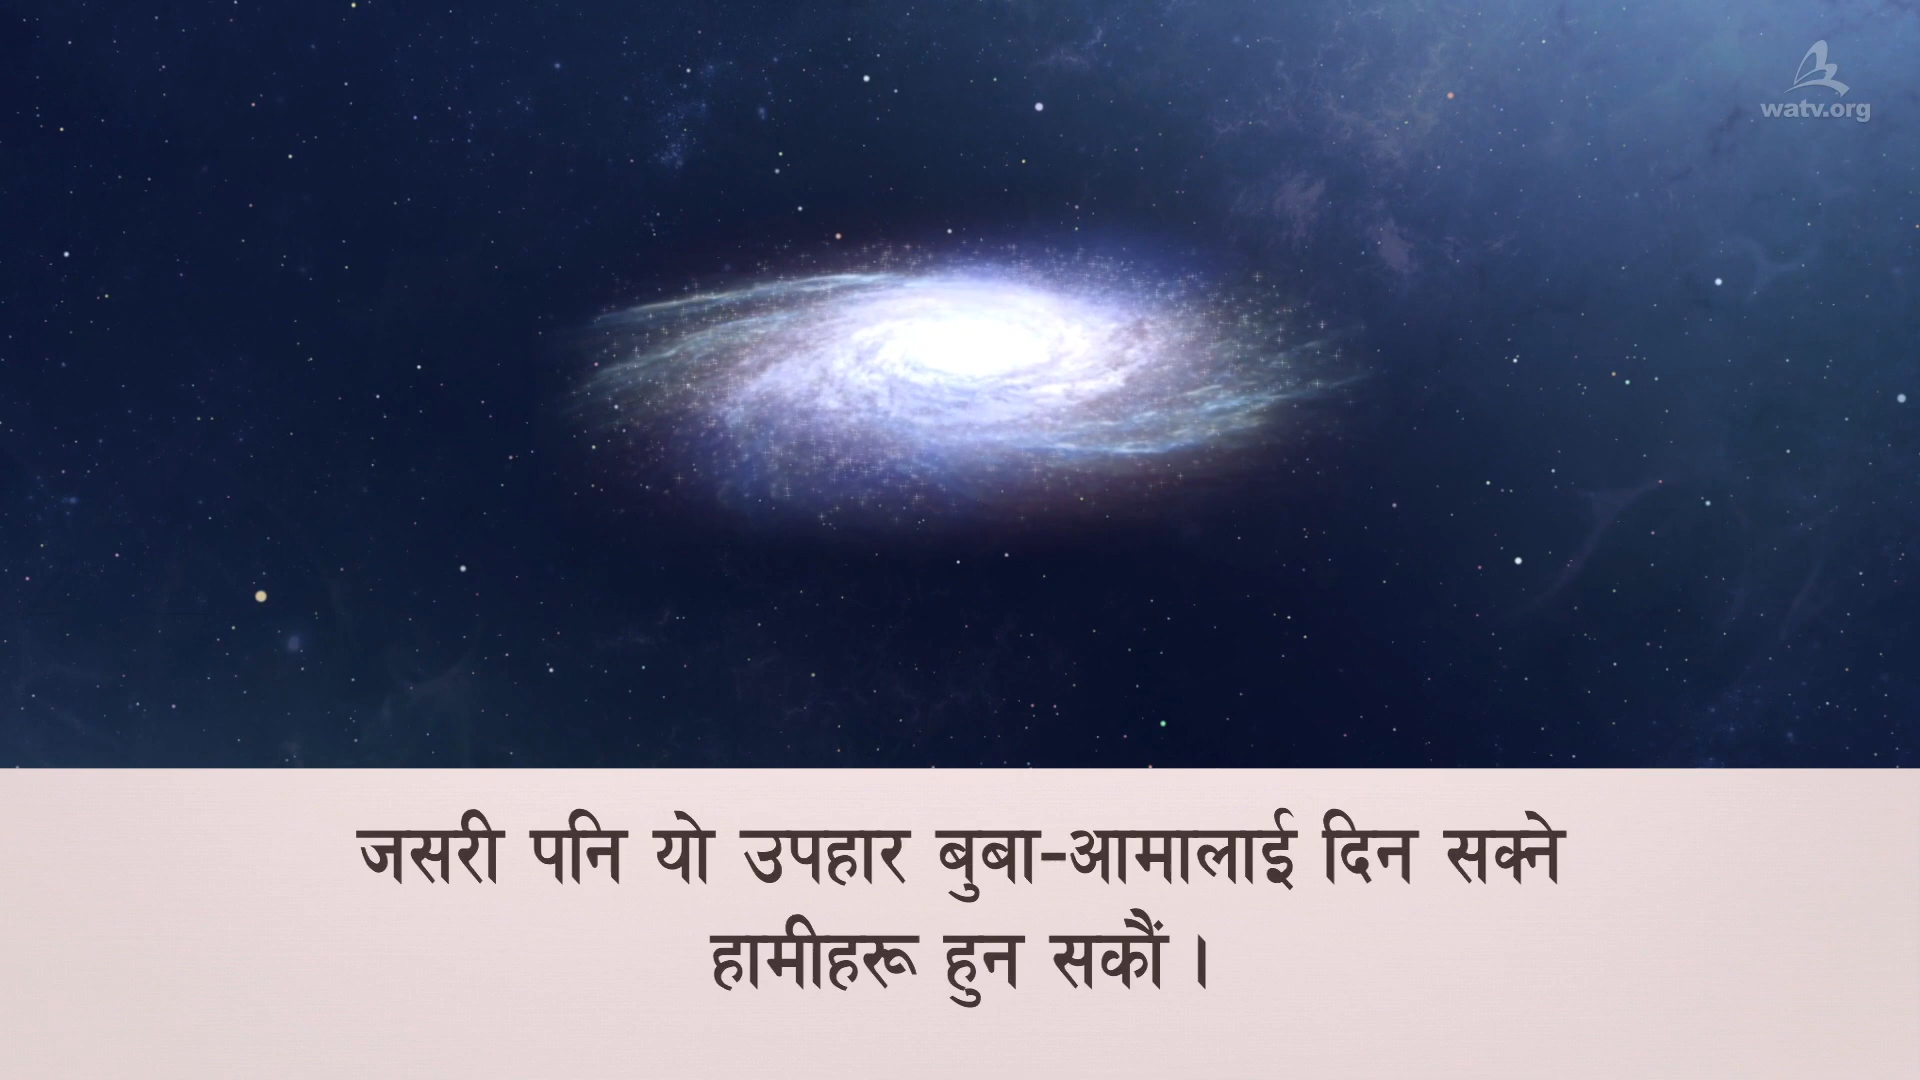 watv.org
जसरी पनि यो उपहार बुबा-आमालाई दिन सक्ने
हामीहरू हुन सकौं ।